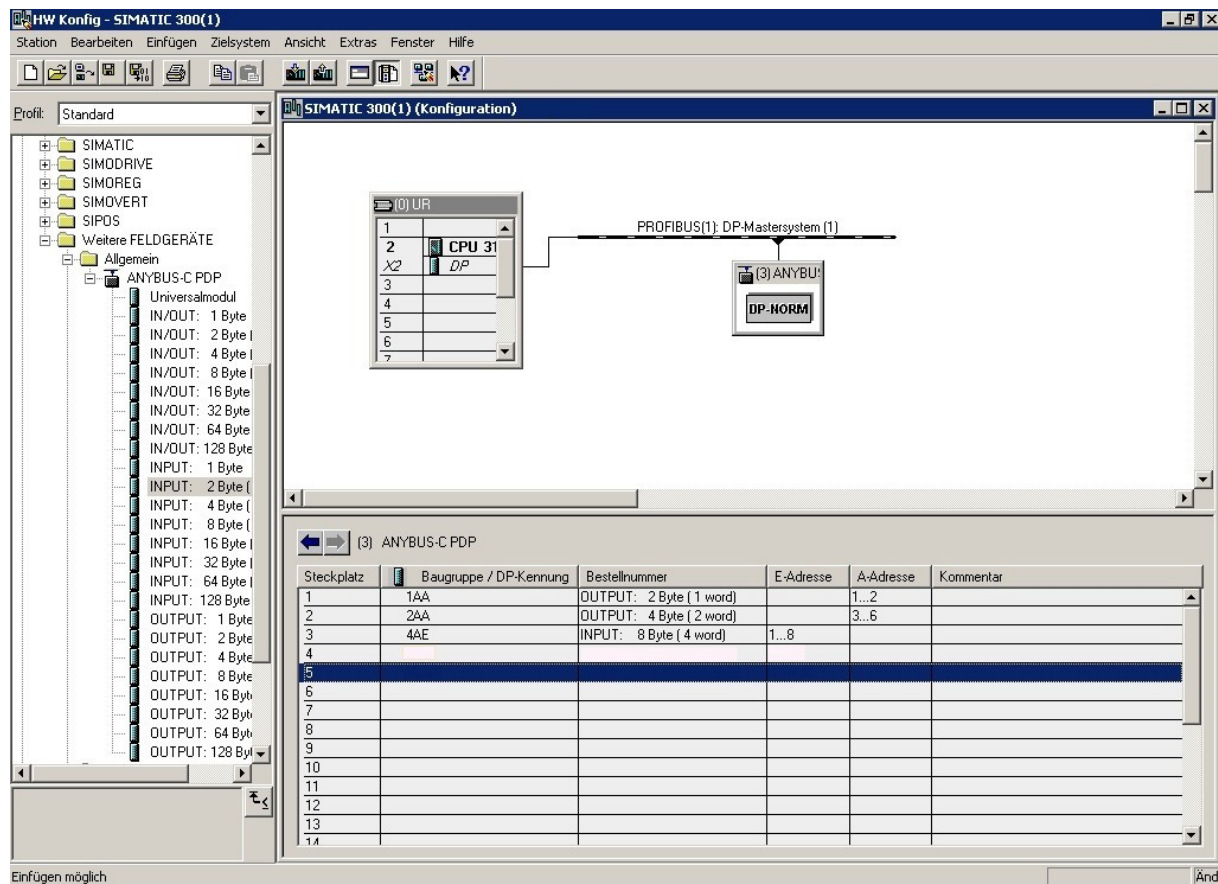 HW Konfig - SIMATIC 300(1)
Station Bearbeiten Einfügen Zielsystem Ansicht Extras Fenster Hilfe
Profil: Standard
SIMATIC
SIMODRIVE
SIMOREG
SIMOVERT
SIPOS
Weitere FELDGERÄTE
Allgemein
ANYBUS-C PDP
Universalmodul
IN/OUT: 1 Byte
IN/OUT: 2 Byte (
IN/OUT: 4 Byte (
IN/OUT: 8 Byte (
IN/OUT: 16 Byte
IN/OUT: 32 Byte
IN/OUT: 64 Byte
IN/OUT: 128 Byte
INPUT: 1 Byte
INPUT: 2 Byte (
INPUT: 4 Byte (
INPUT: 8 Byte (
INPUT: 16 Byte (
INPUT: 32 Byte (
INPUT: 64 Byte (
INPUT: 128 Byte
OUTPUT: 1 Byte
OUTPUT: 2 Byte
OUTPUT: 4 Byte
OUTPUT: 8 Byte
OUTPUT: 16 Byt
OUTPUT: 32 Byt
OUTPUT: 64 Byt
OUTPUT: 128 Byt
SIMATIC 300(1) (Konfiguration)
(0) UR
1
2 CPU 31
X2 DP
3
4
5
6
7
PROFIBUS(1): DP-Mastersystem (1)
(3) ANYBUS
DP-NORM
(3) ANYBUS-C PDP
Steckplatz Baugruppe / DP-Kennung Bestellnummer E-Adresse A-Adresse Kommentar
1 1AA OUTPUT: 2 Byte ( 1 word) 1...2
2 2AA OUTPUT: 4 Byte ( 2 word) 3...6
3 4AE INPUT: 8 Byte ( 4 word) 1...8
4
5
6
7
8
9
10
11
12
13
14
Einfügen möglich
Änd